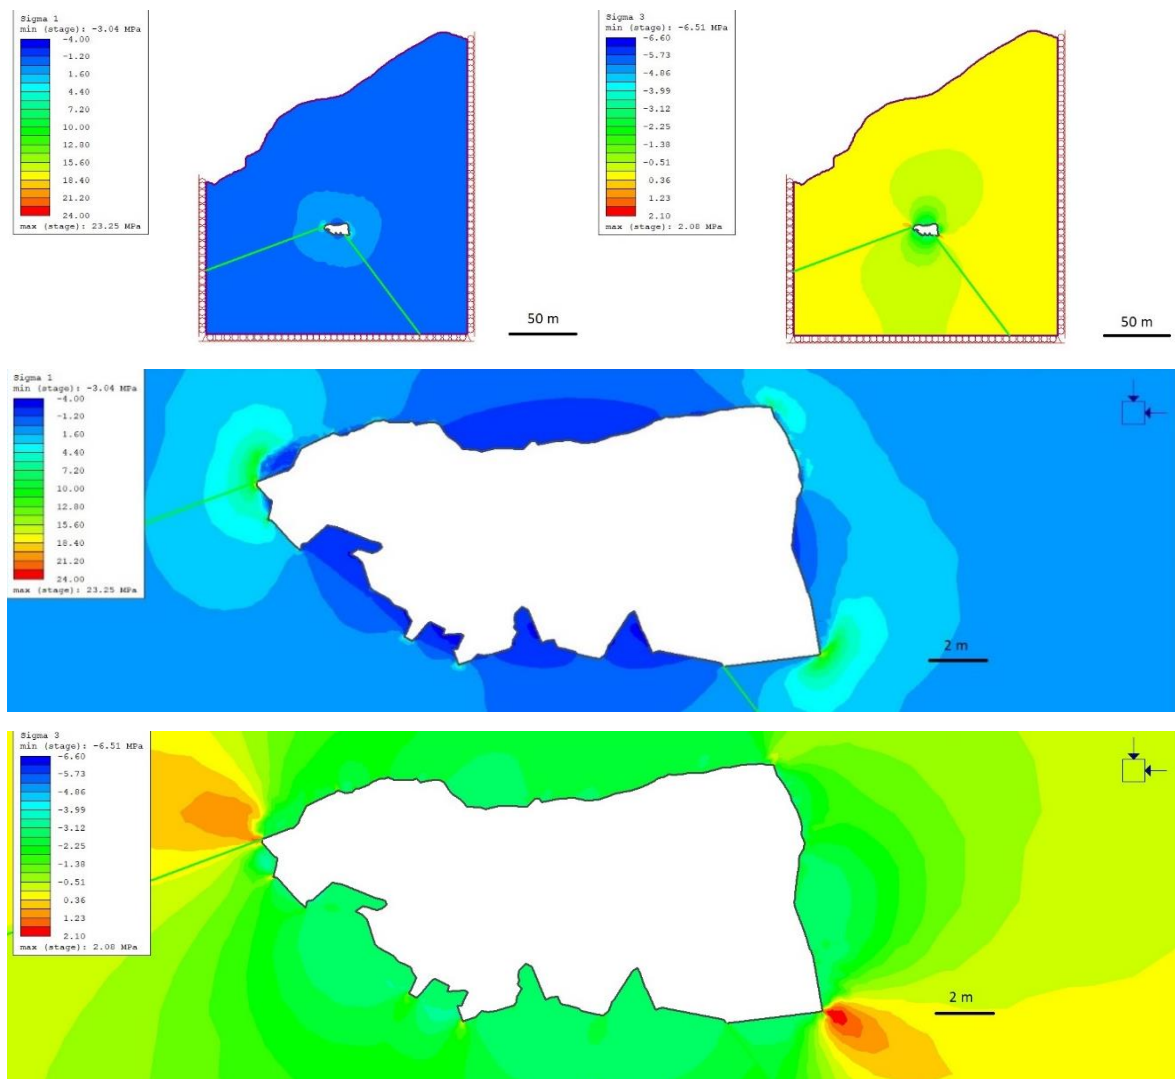 Sigma 1
min (stage): -3.04 MPa
-4.00
-1.20
1.60
4.40
7.20
10.00
12.80
15.60
18.40
21.20
24.00
max (stage): 23.25 MPa
50 m
Sigma 3
min (stage): -6.51 MPa
-6.60
-5.73
-4.86
-3.99
-3.12
-2.25
-1.38
-0.51
0.36
1.23
2.10
max (stage): 2.08 MPa
50 m
Sigma 1
min (stage): -3.04 MPa
-4.00
-1.20
1.60
4.40
7.20
10.00
12.80
15.60
18.40
21.20
24.00
max (stage): 23.25 MPa
2 m
Sigma 3
min (stage): -6.51 MPa
-6.60
-5.73
-4.86
-3.99
-3.12
-2.25
-1.38
-0.51
0.36
1.23
2.10
max (stage): 2.08 MPa
2 m